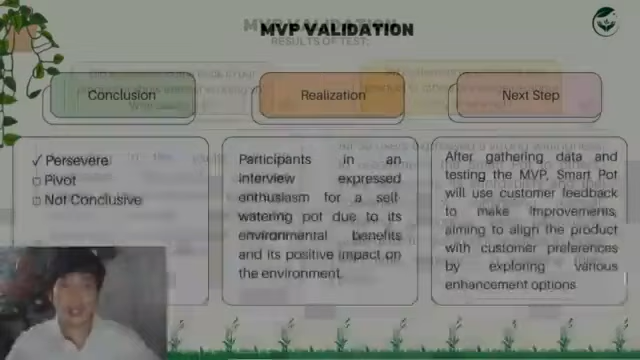 MVP VALIDATION
RESULTS OF TEST:
Conclusion
Realization
Next Step
✓ Persevere
□ Pivot
□ Not Conclusive
Participants in an
interview expressed
enthusiasm for a self-
watering pot due to its
environmental benefits
and its positive impact on
the environment.
After gathering data and
testing the MVP, Smart Pot
will use customer feedback
to make improvements,
aiming to align the product
with customer preferences
by exploring various
enhancement options